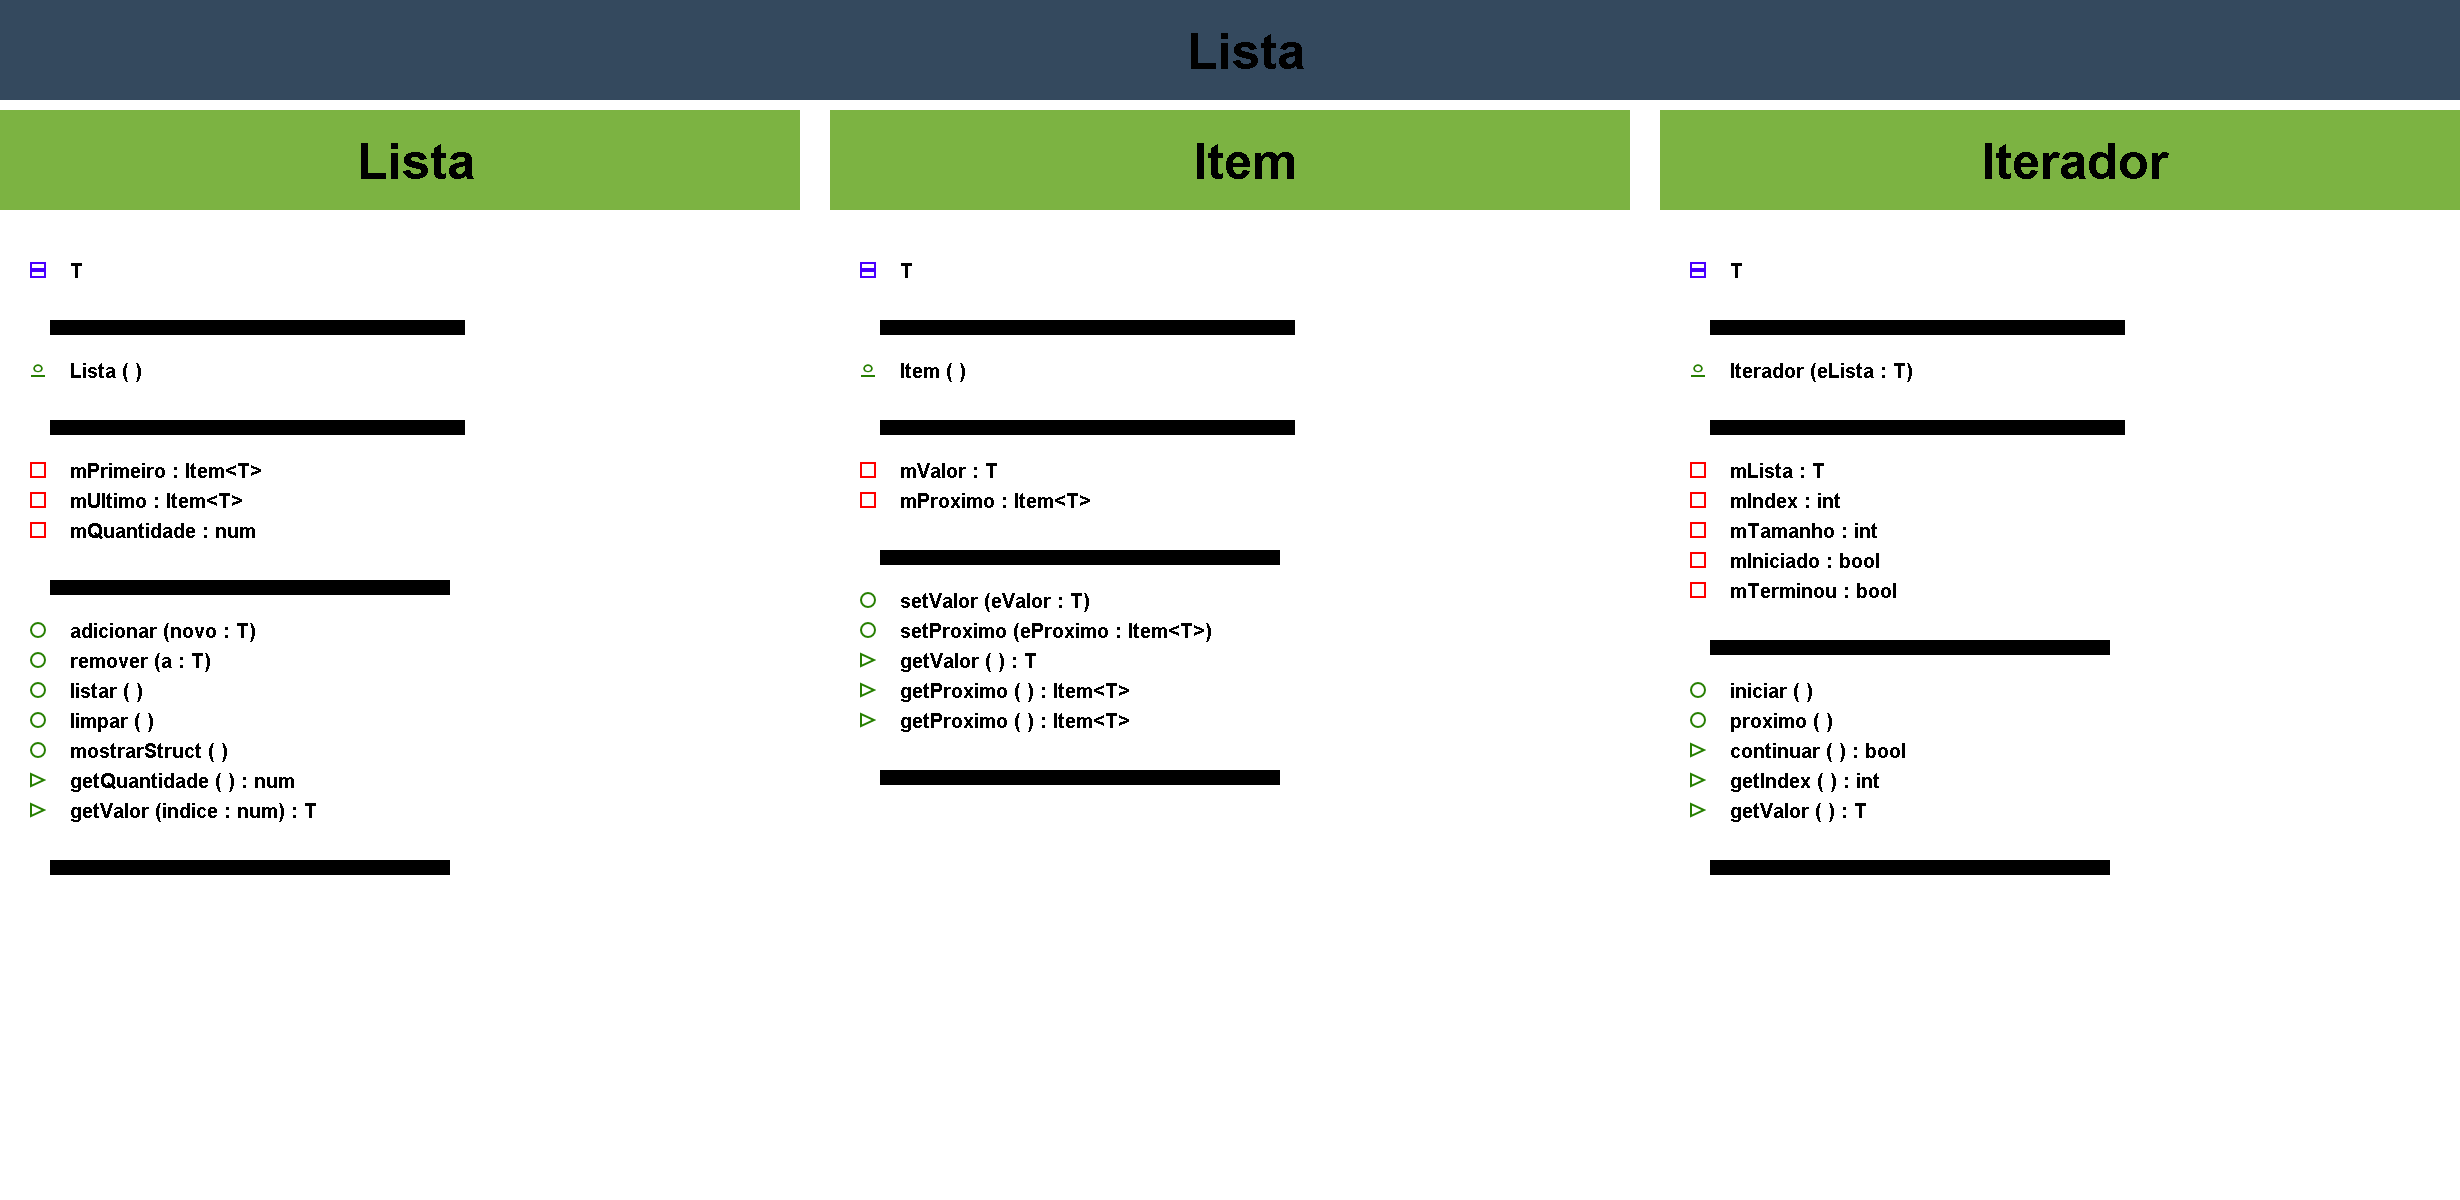 Lista
Lista
T
Lista ( )
mPrimeiro : Item<T>
mUltimo : Item<T>
mQuantidade : num
adicionar (novo : T)
remover (a : T)
listar ( )
limpar ( )
mostrarStruct ( )
getQuantidade ( ) : num
getValor (indice : num) : T
Item
T
Item ( )
mValor : T
mProximo : Item<T>
setValor (eValor : T)
setProximo (eProximo : Item<T>)
getValor ( ) : T
getProximo ( ) : Item<T>
getProximo ( ) : Item<T>
Iterador
T
Iterador (eLista : T)
mLista : T
mIndex : int
mTamanho : int
mIniciado : bool
mTerminou : bool
iniciar ( )
proximo ( )
continuar ( ) : bool
getIndex ( ) : int
getValor ( ) : T